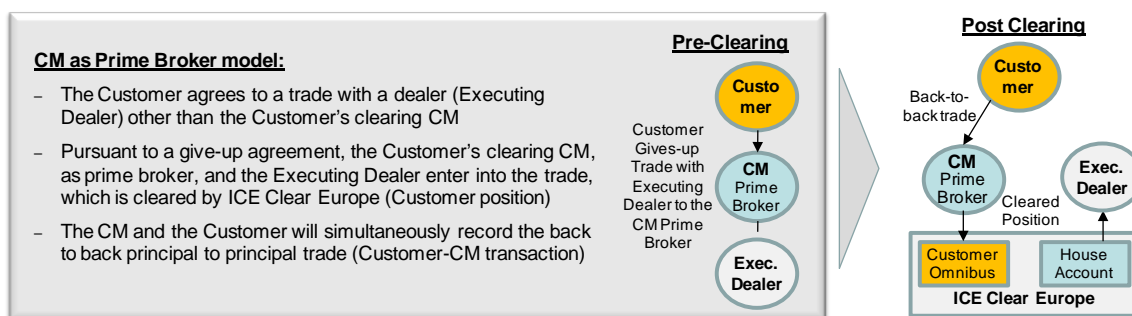 CM as Prime Broker model:
– The Customer agrees to a trade with a dealer (Executing
Dealer) other than the Customer's clearing CM
– Pursuant to a give-up agreement, the Customer's clearing CM,
as prime broker, and the Executing Dealer enter into the trade,
which is cleared by ICE Clear Europe (Customer position)
– The CM and the Customer will simultaneously record the back
to back principal to principal trade (Customer-CM transaction)
Pre-Clearing
Custo
mer
Customer
Gives-up
Trade with
Executing
Dealer to the
CM Prime
Broker
CM
Prime
Broker
Exec.
Dealer
Post Clearing
Custo
mer
Back-to-
back trade
CM
Prime
Broker
Exec.
Dealer
Cleared
Position
Customer
Omnibus
House
Account
ICE Clear Europe